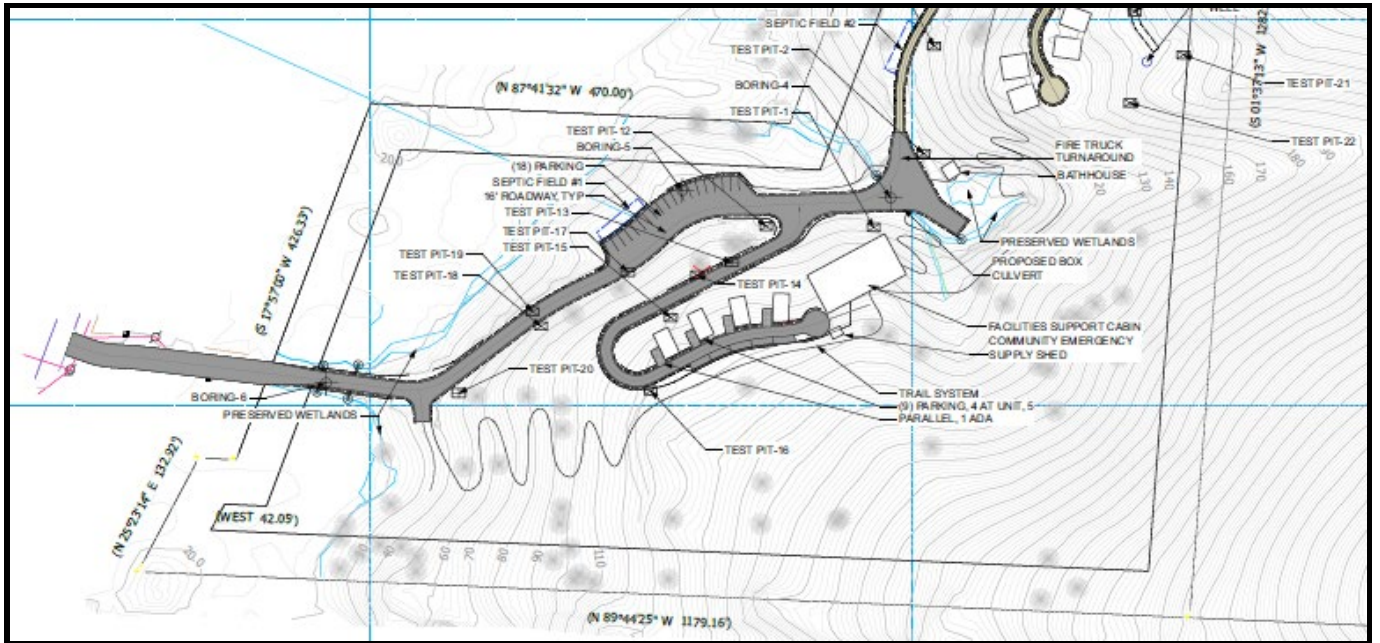 SEPTIC FIELD #2
TEST PIT-2
BORING-4
TEST PIT-1
(N 87°41'32" W 470.00')
TEST PIT-12
BORING-5
(18) PARKING
SEPTIC FIELD #1
16' ROADWAY, TYP
TEST PIT-13
TEST PIT-17
TEST PIT-15
TEST PIT-19
TEST PIT-18
(S 17°57'00" W 426.33')
20.0
WELL
TEST PIT-21
TEST PIT-22
FIRE TRUCK
TURNAROUND
BATHHOUSE
120
130
140
160
170
180
PRESERVED WETLANDS
PROPOSED BOX
CULVERT
TEST PIT-14
FACILITIES SUPPORT CABIN
COMMUNITY EMERGENCY
SUPPLY SHED
TEST PIT-20
TRAIL SYSTEM
(9) PARKING, 4 AT UNIT, 5
PARALLEL, 1 ADA
BORING-6
PRESERVED WETLANDS
TEST PIT-16
(N 25°23'14" E 132.92')
(WEST 42.09')
20.0
40
60
70
80
90
110
(N 89°44'25" W 1179.16')